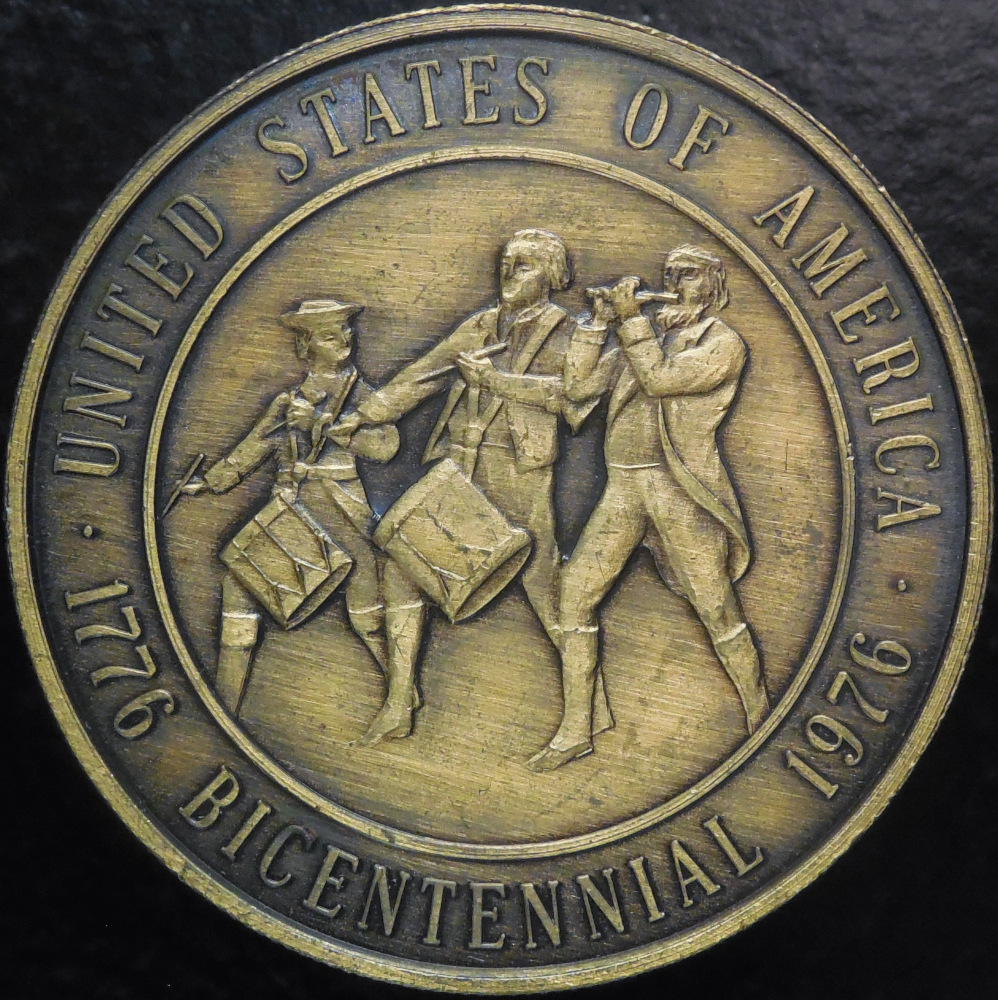 · UNITED STATES OF AMERICA ·
1776 BICENTENNIAL 1976